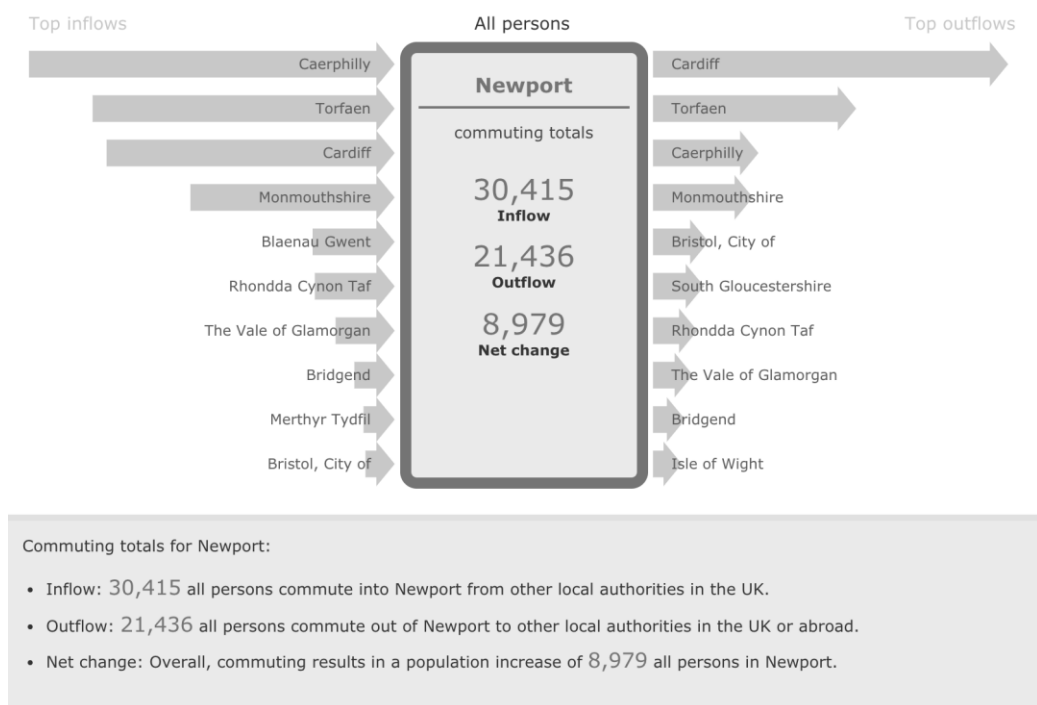 Top inflows
All persons
Top outflows
Caerphilly
Torfaen
Cardiff
Monmouthshire
Blaenau Gwent
Rhondda Cynon Taf
The Vale of Glamorgan
Bridgend
Merthyr Tydfil
Bristol, City of
Newport
commuting totals
30,415
Inflow
21,436
Outflow
8,979
Net change
Cardiff
Torfaen
Caerphilly
Monmouthshire
Bristol, City of
South Gloucestershire
Rhondda Cynon Taf
The Vale of Glamorgan
Bridgend
Isle of Wight
Commuting totals for Newport:
• Inflow: 30,415 all persons commute into Newport from other local authorities in the UK.
• Outflow: 21,436 all persons commute out of Newport to other local authorities in the UK or abroad.
• Net change: Overall, commuting results in a population increase of 8,979 all persons in Newport.